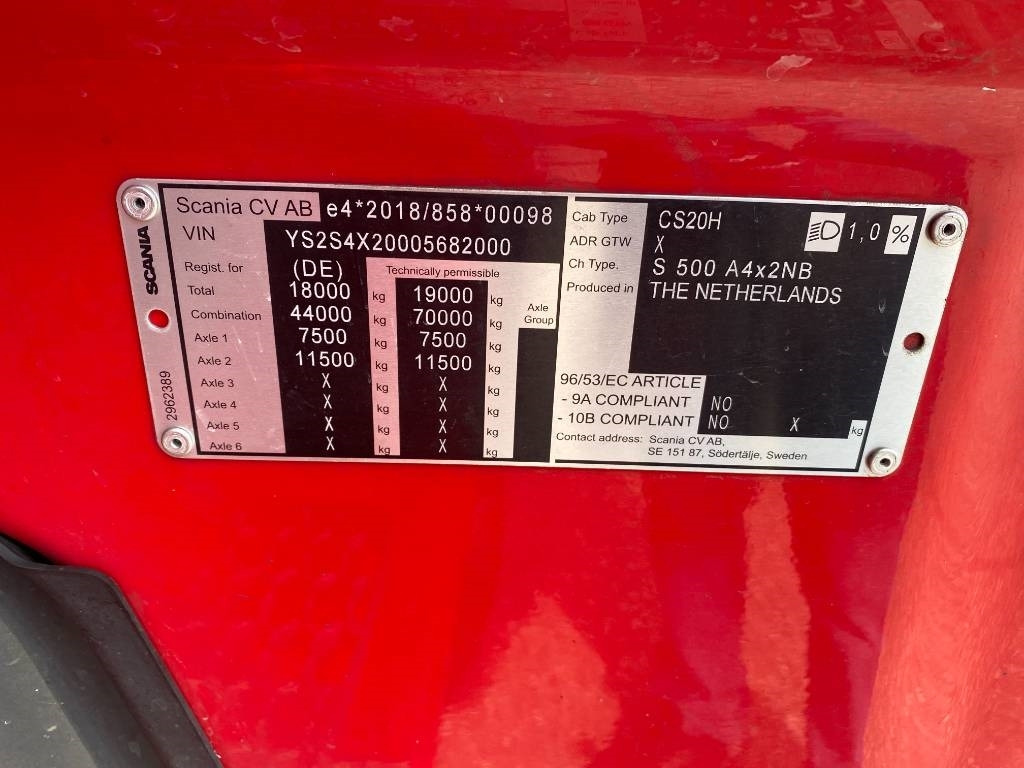 SCANIA
2962389
Scania CV AB e4*2018/858*00098
VIN YS2S4X20005682000
Regist. for (DE) Technically permissible
Total 18000 kg 19000 kg
Combination 44000 kg 70000 kg
Axle Group
Axle 1 7500 kg 7500 kg
Axle 2 11500 kg 11500 kg
Axle 3 X kg X kg
Axle 4 X kg X kg
Axle 5 X kg X kg
Axle 6 X kg X kg
Cab Type CS20H 1,0 %
ADR GTW X
Ch Type. S 500 A4x2NB
Produced in THE NETHERLANDS
96/53/EC ARTICLE
- 9A COMPLIANT NO
- 10B COMPLIANT NO X kg
Contact address: Scania CV AB,
SE 151 87, Södertälje, Sweden